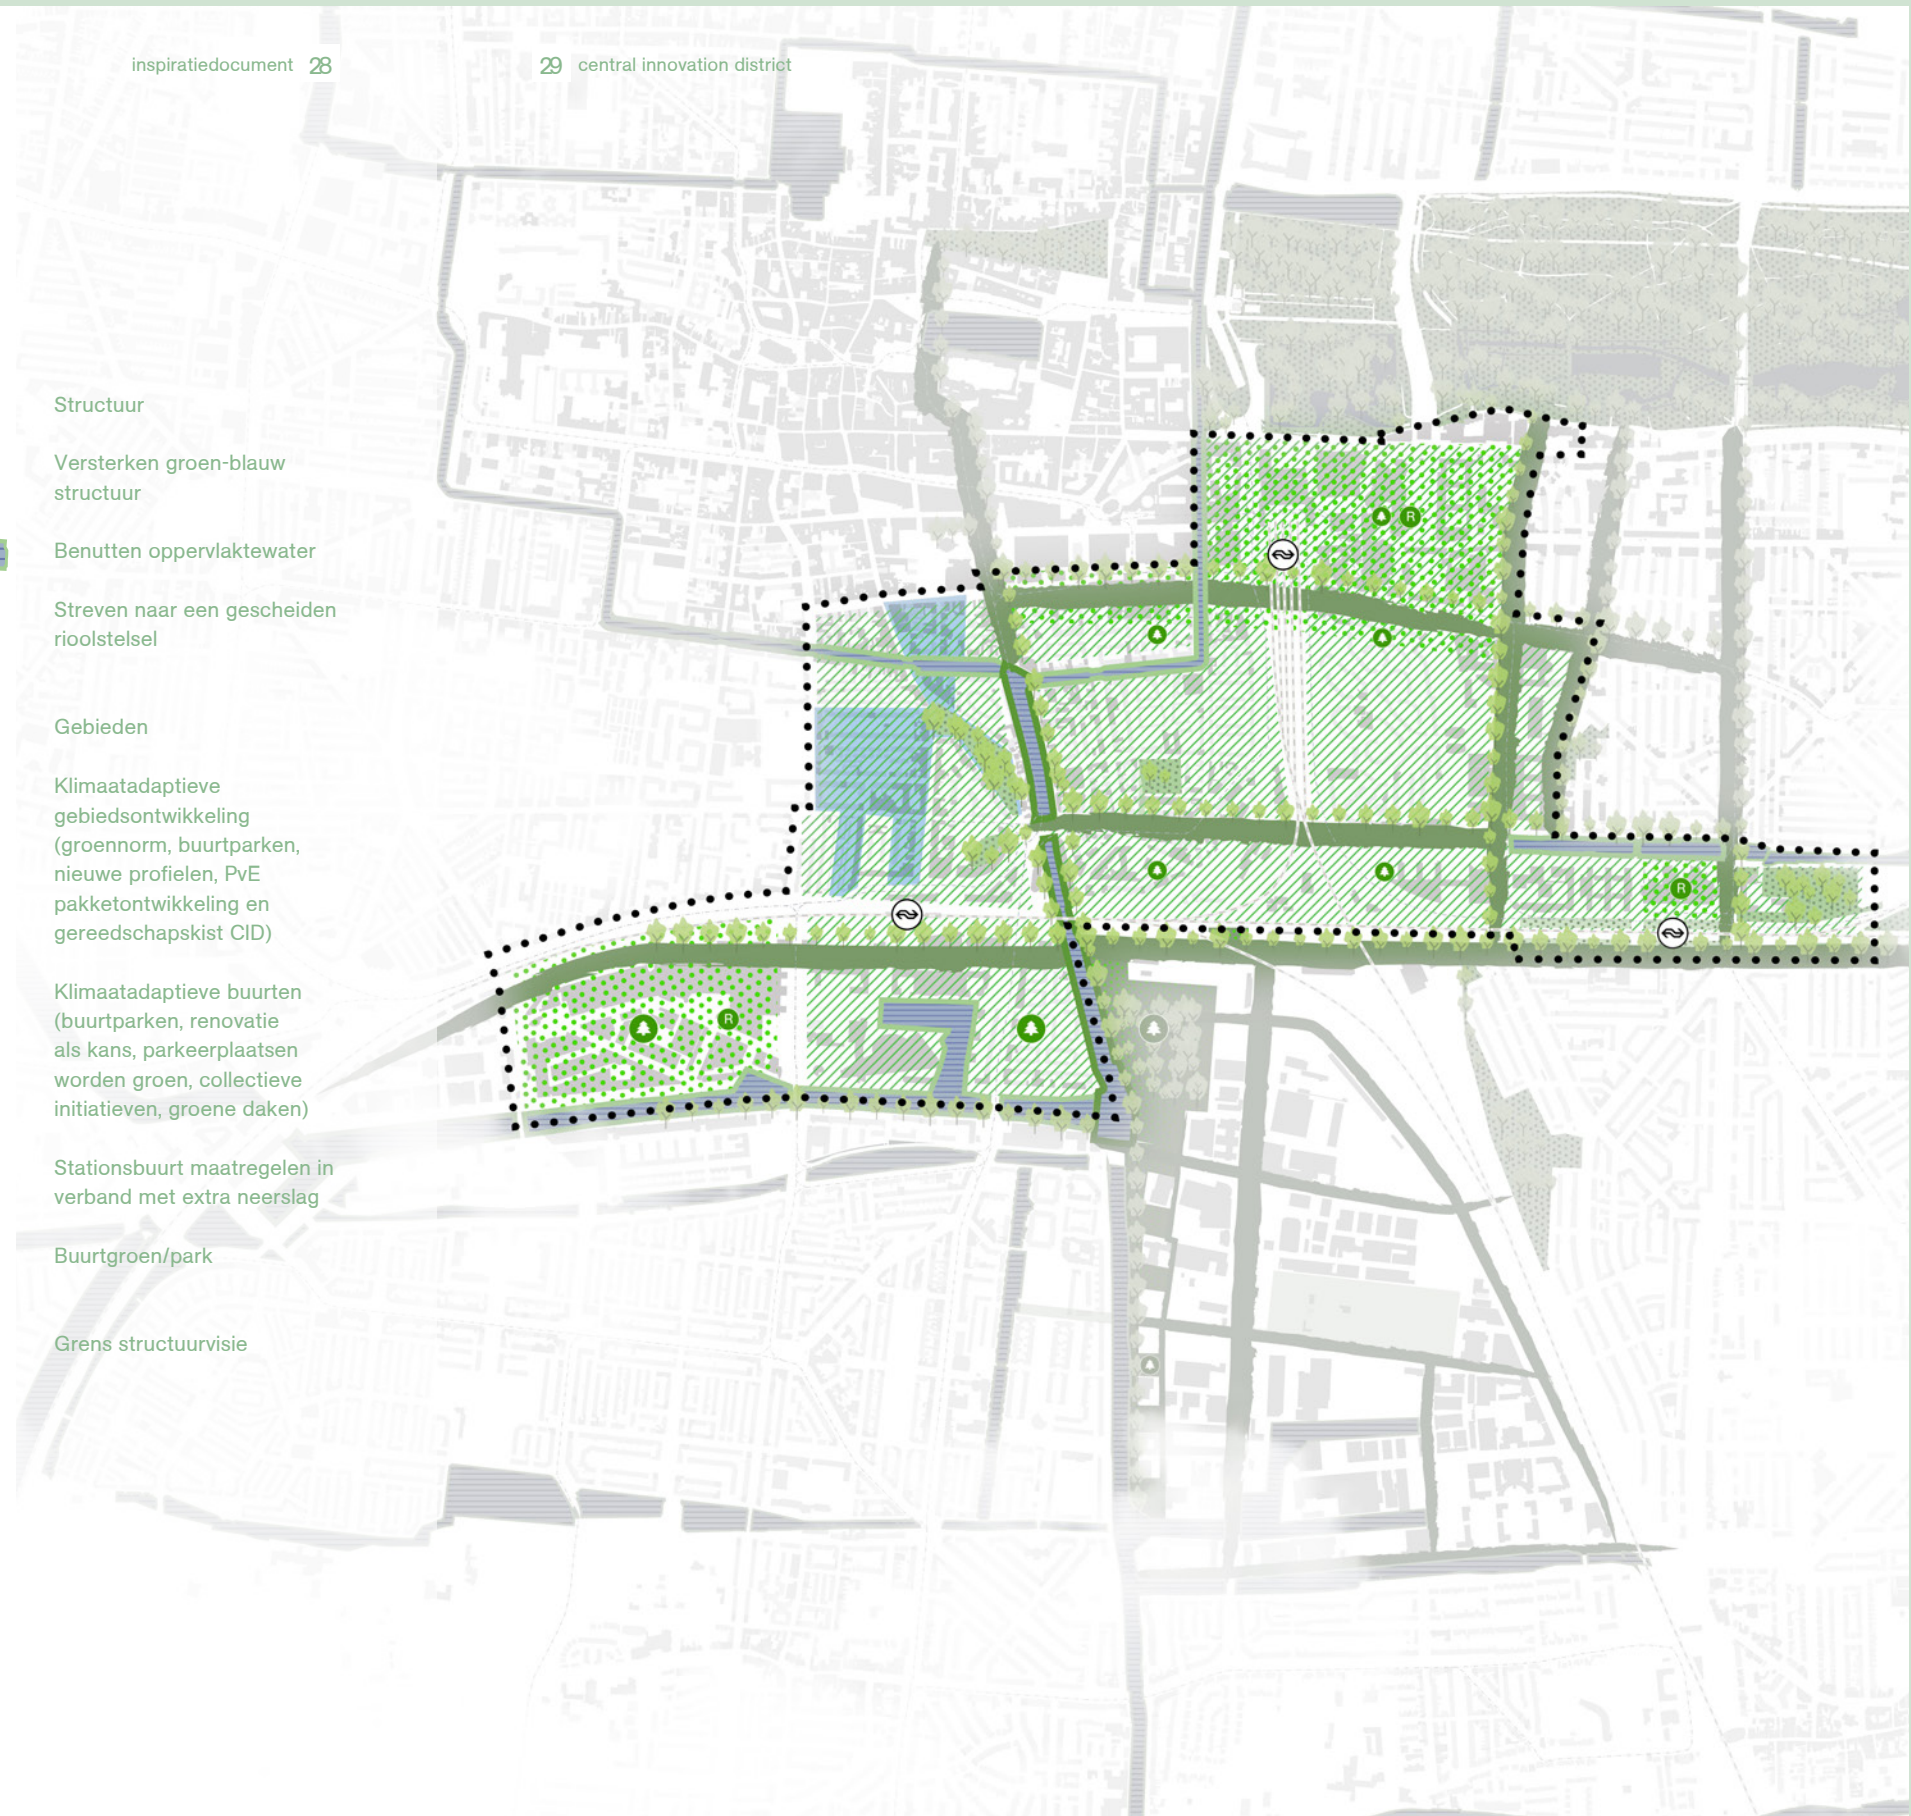 inspiratiedocument 28
29 central innovation district
Structuur
Versterken groen-blauw
structuur
Benutten oppervlaktewater
Streven naar een gescheiden
rioolstelsel
Gebieden
Klimaatadaptieve
gebiedsontwikkeling
(groennorm, buurtparken,
nieuwe profielen, PvE
pakketontwikkeling en
gereedschapskist CID)
Klimaatadaptieve buurten
(buurtparken, renovatie
als kans, parkeerplaatsen
worden groen, collectieve
initiatieven, groene daken)
Stationsbuurt maatregelen in
verband met extra neerslag
Buurtgroen/park
Grens structuurvisie
R
R
R